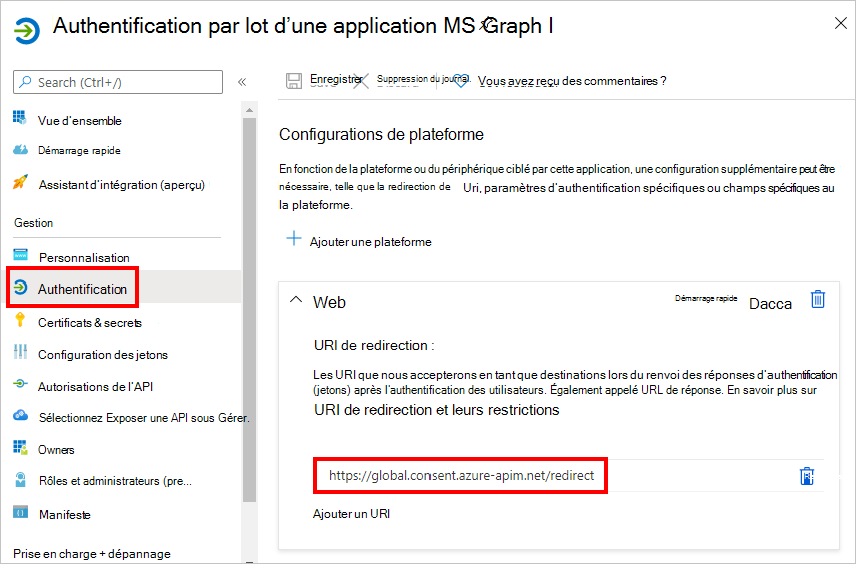 Authentification par lot d'une application MS Graph I
Search (Ctrl+/)
«
Vue d'ensemble
Démarrage rapide
Assistant d'intégration (aperçu)
Gestion
Personnalisation
Authentification
Certificats & secrets
Configuration des jetons
Autorisations de l'API
Sélectionnez Exposer une API sous Gérer.
Owners
Rôles et administrateurs (pre...
Manifeste
Prise en charge + dépannage
Enregistrer Suppression du journal. Vous avez reçu des commentaires ?
Configurations de plateforme
En fonction de la plateforme ou du périphérique ciblé par cette application, une configuration supplémentaire peut être
nécessaire, telle que la redirection de Uri, paramètres d'authentification spécifiques ou champs spécifiques au
la plateforme.
Ajouter une plateforme
Web Démarrage rapide Dacca
URI de redirection :
Les URI que nous accepterons en tant que destinations lors du renvoi des réponses d'authentification
(jetons) après l'authentification des utilisateurs. Également appelé URL de réponse. En savoir plus sur
URI de redirection et leurs restrictions
https://global.consent.azure-apim.net/redirect
Ajouter un URI